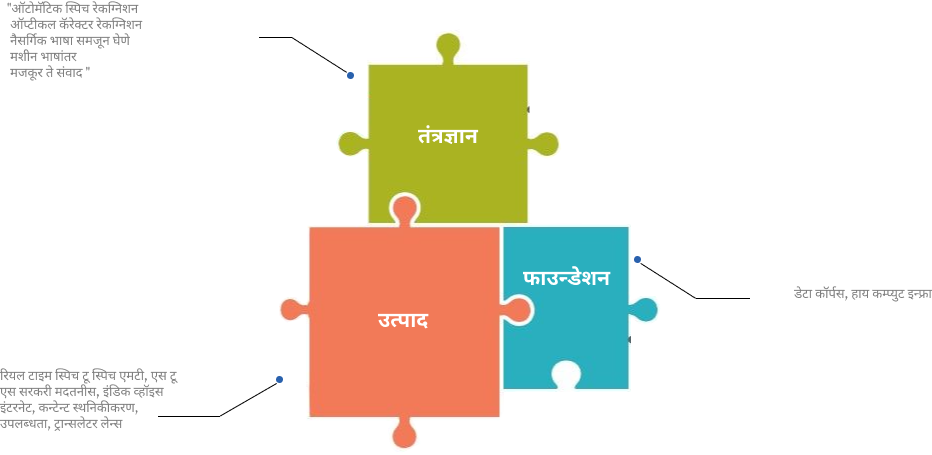 "ऑटोमॅटिक स्पिच रेकग्निशन
ऑप्टीकल कॅरेक्टर रेकग्निशन
नैसर्गिक भाषा समजून घेणे
मशीन भाषांतर
मजकूर ते संवाद "
तंत्रज्ञान
फाउन्डेशन
डेटा कॉर्पस, हाय कम्प्युट इन्फ्रा
उत्पाद
रियल टाइम स्पिच टू स्पिच एमटी, एस टू
एस सरकरी मदतनीस, इंडिक व्हॉइस
इंटरनेट, कन्टेन्ट स्थनिकीकरण,
उपलब्धता, ट्रान्सलेटर लेन्स